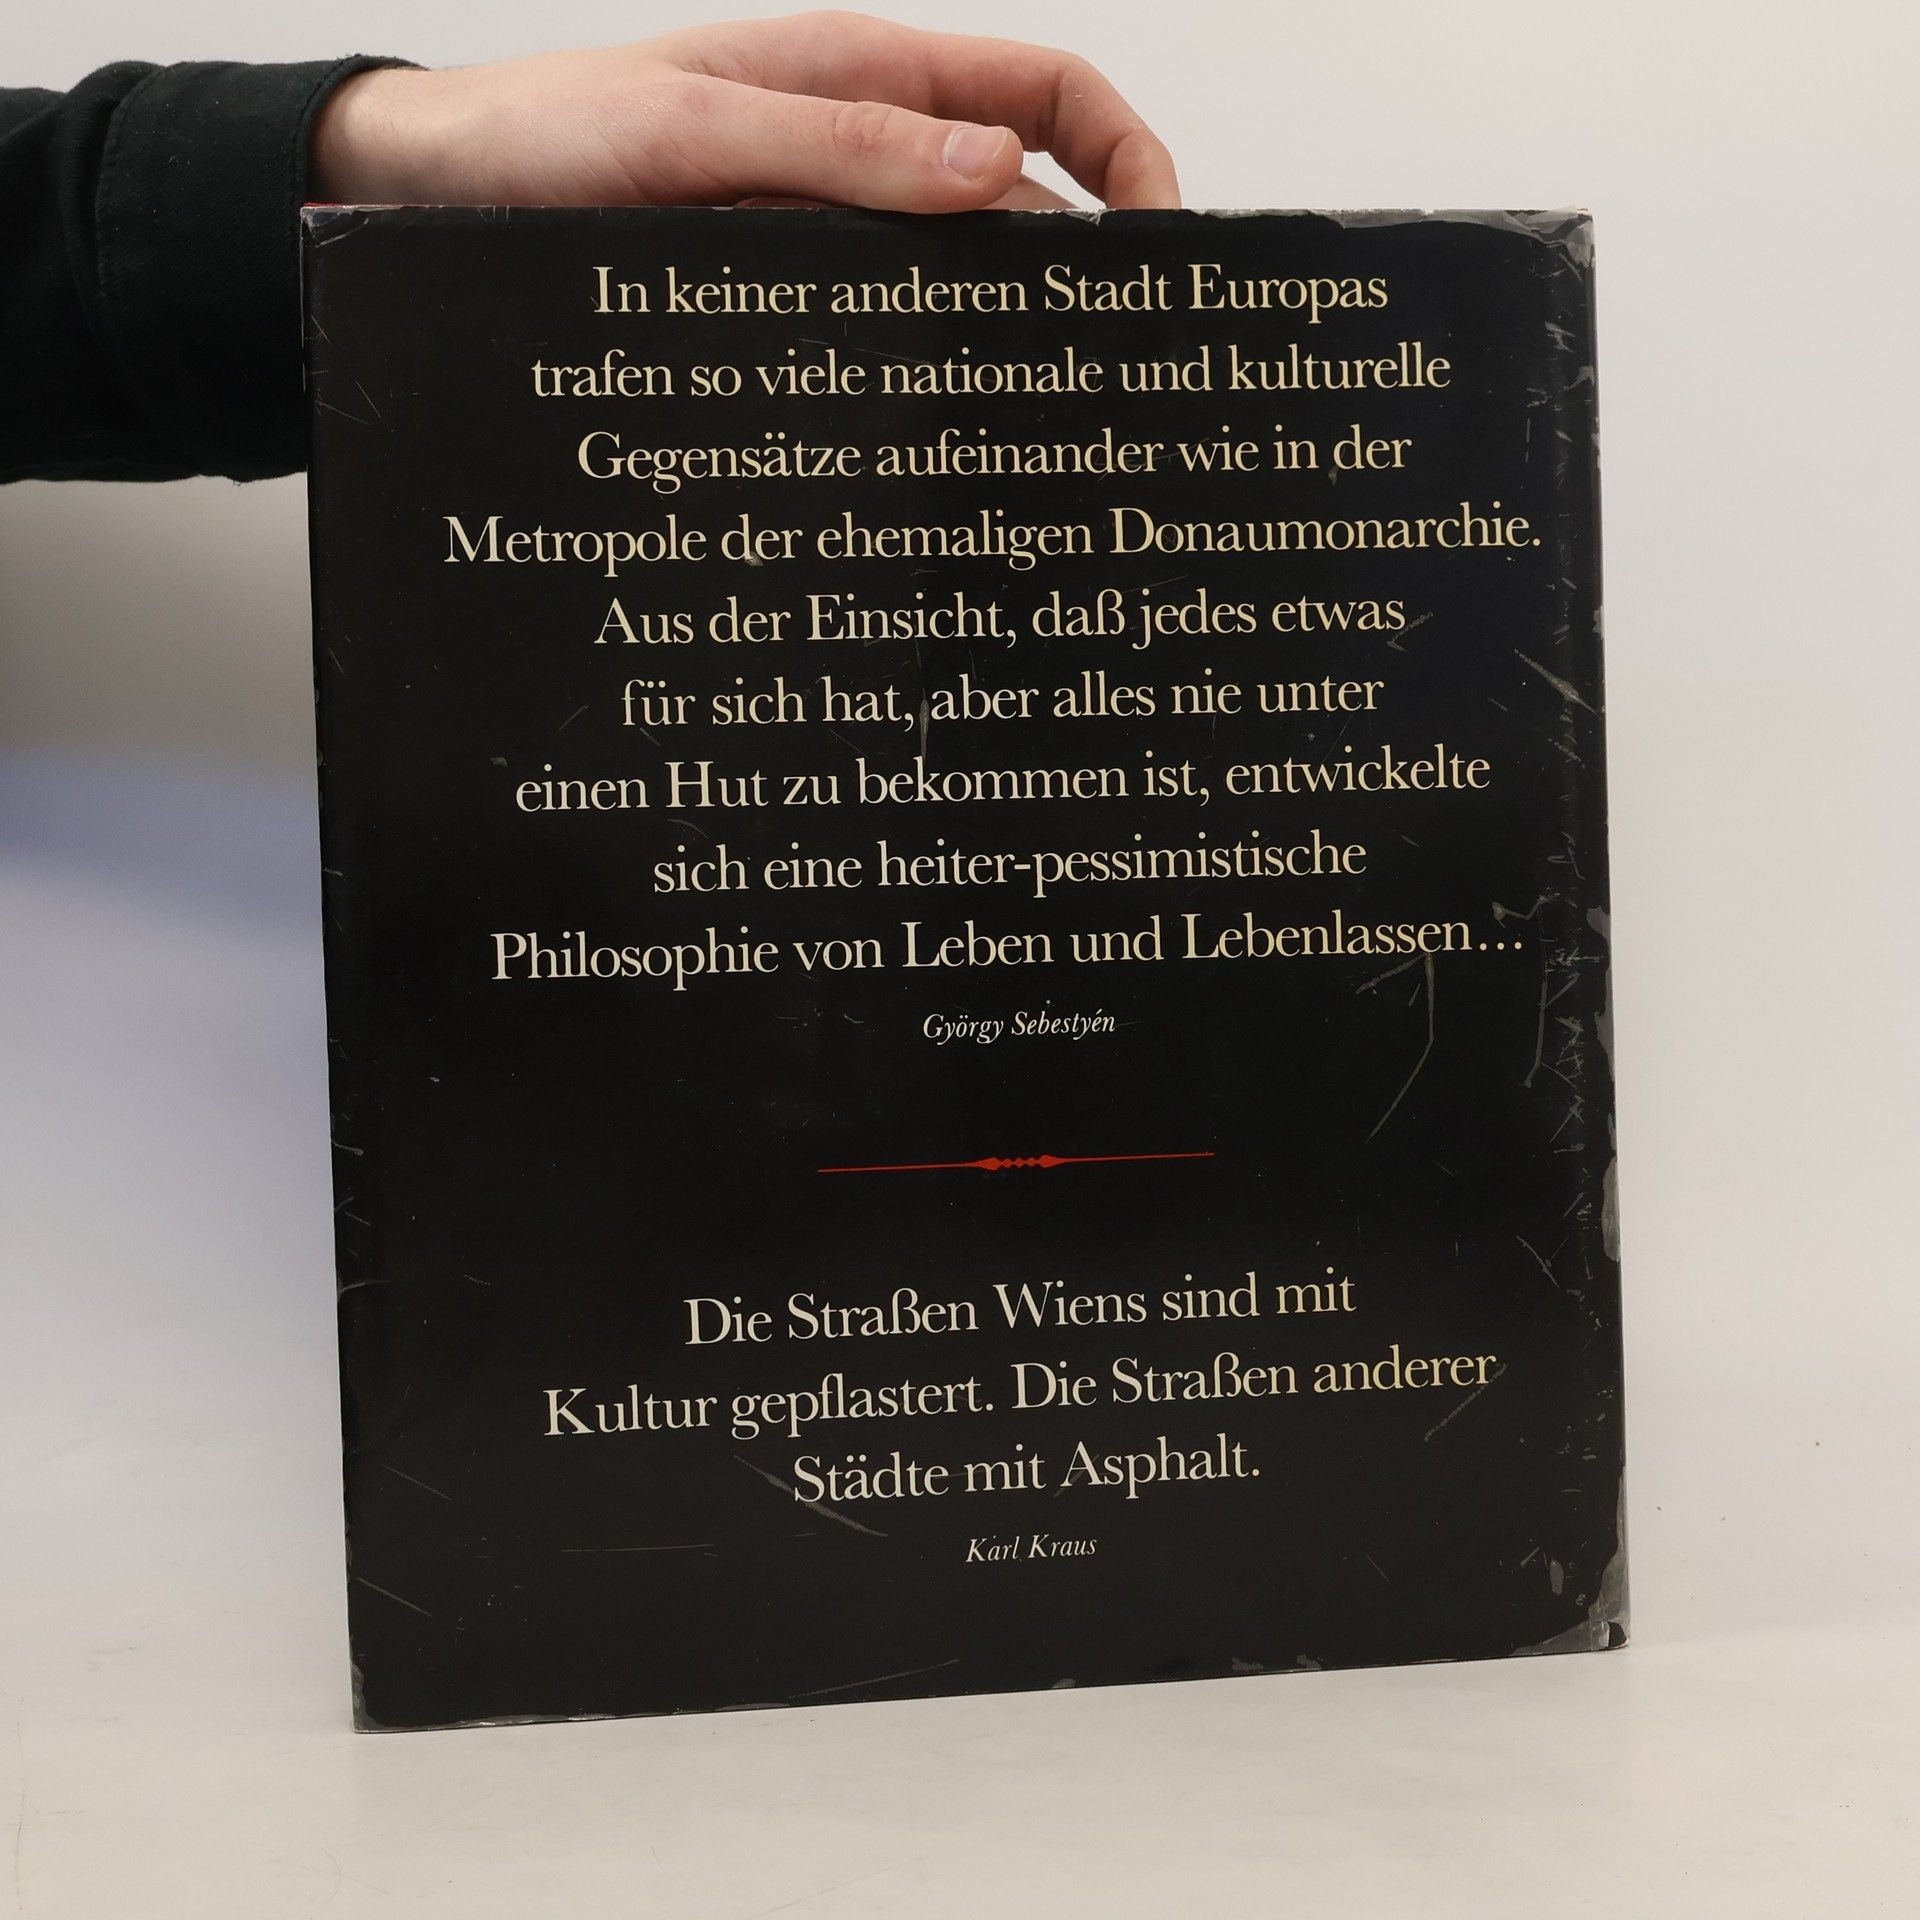 In keiner anderen Stadt Europas
trafen so viele nationale und kulturelle
Gegensätze aufeinander wie in der
Metropole der ehemaligen Donaumonarchie.
Aus der Einsicht, daß jedes etwas
für sich hat, aber alles nie unter
einen Hut zu bekommen ist, entwickelte
sich eine heiter-pessimistische
Philosophie von Leben und Lebenlassen...
György Sebestyén
Die Straßen Wiens sind mit
Kultur gepflastert. Die Straßen anderer
Städte mit Asphalt.
Karl Kraus